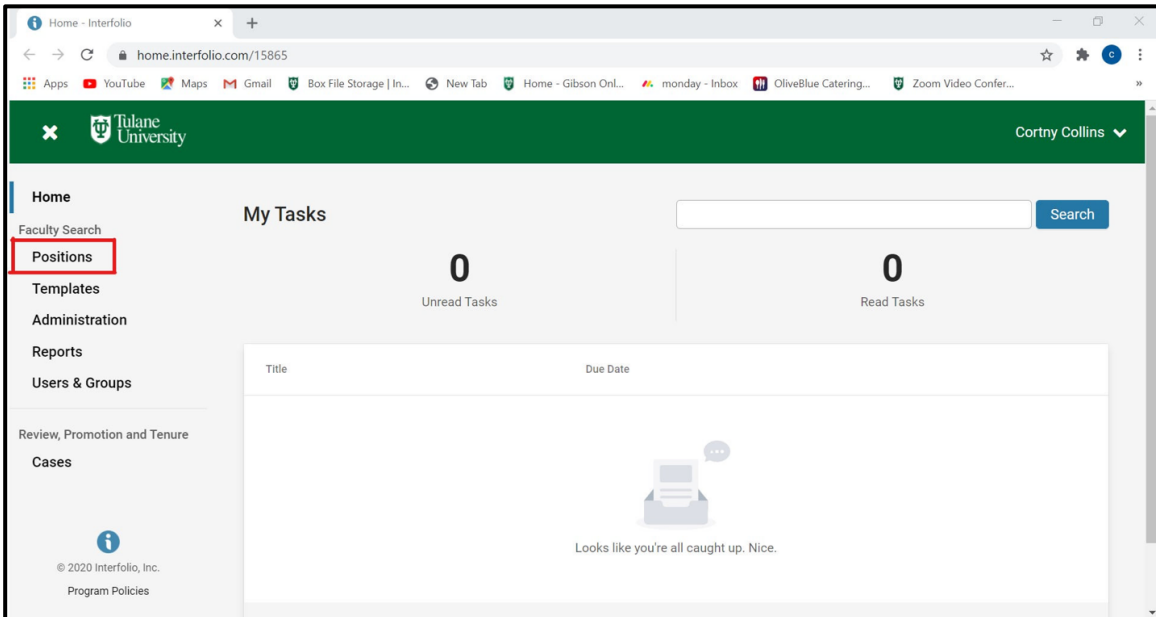 Home - Interfolio
home.interfolio.com/15865
C
Apps YouTube Maps Gmail Box File Storage | In... New Tab Home - Gibson Onl... monday - Inbox OliveBlue Catering... Zoom Video Confer... »
Tulane
University
Cortny Collins
Home
Faculty Search
Positions
Templates
Administration
Reports
Users & Groups
Review, Promotion and Tenure
Cases
© 2020 Interfolio, Inc.
Program Policies
My Tasks
Search
0
Unread Tasks
0
Read Tasks
Title Due Date
Looks like you're all caught up. Nice.